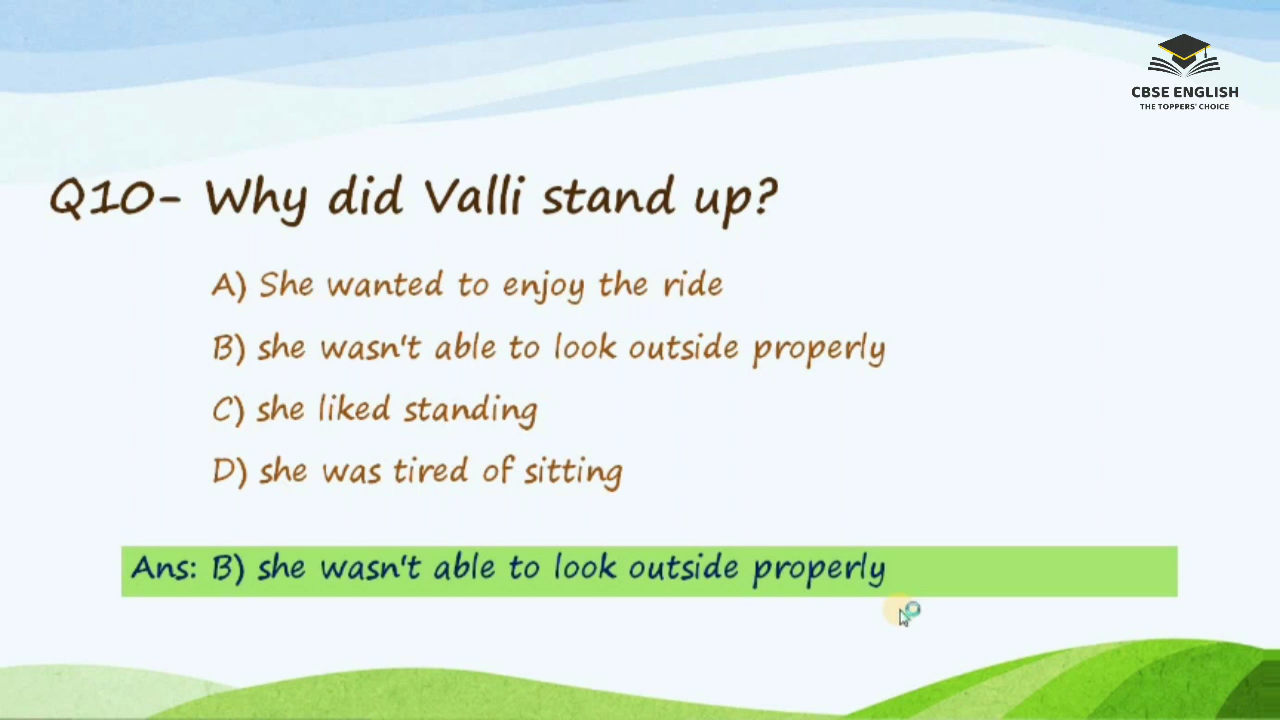 CBSE ENGLISH
THE TOPPERS' CHOICE
Q10- Why did Valli stand up?
A) She wanted to enjoy the ride
B) she wasn't able to look outside properly
C) she liked standing
D) she was tired of sitting
Ans: B) she wasn't able to look outside properly